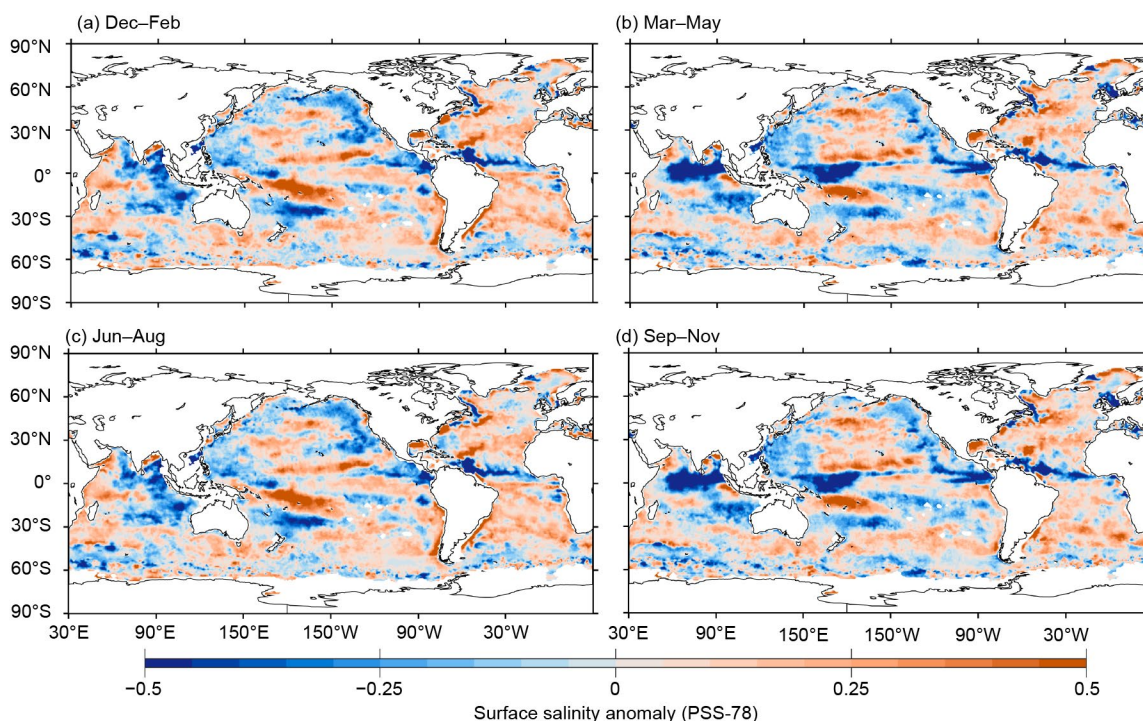 (a) Dec–Feb
(b) Mar–May
90°N
60°N
30°N
0°
30°S
60°S
90°S
(c) Jun–Aug
(d) Sep–Nov
90°N
60°N
30°N
0°
30°S
60°S
90°S
30°E 90°E 150°E 150°W 90°W 30°W 30°E 90°E 150°E 150°W 90°W 30°W
−0.5 −0.25 0 0.25 0.5
Surface salinity anomaly (PSS-78)